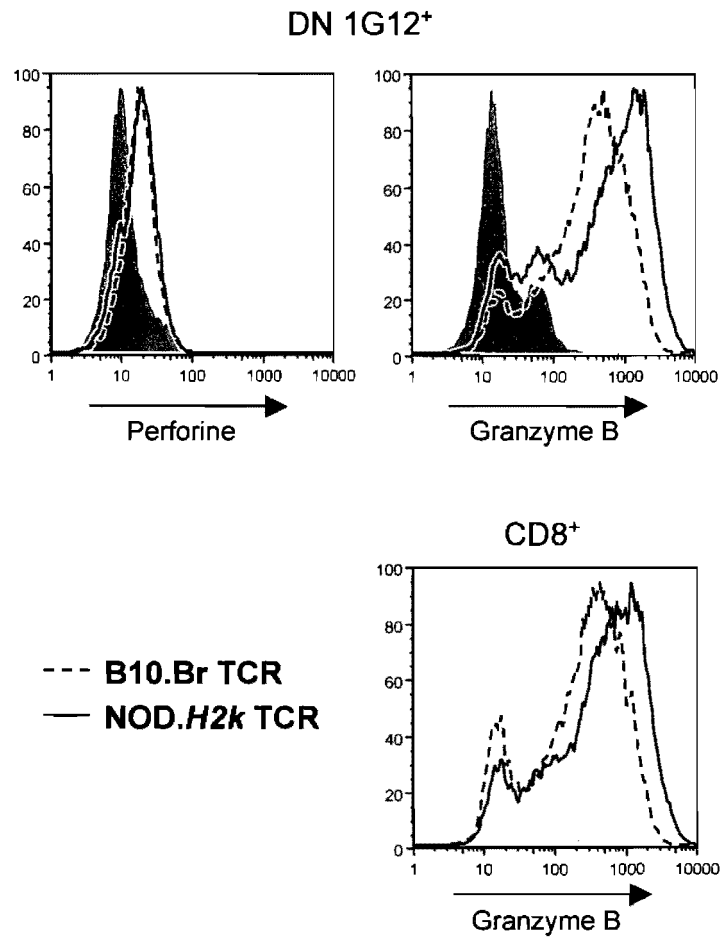 DN 1G12⁺
100 100
80 80
60 60
40 40
20 20
0 0
1 10 100 1000 10000 1 10 100 1000 10000
Perforine Granzyme B
CD8⁺
100
80
60
40
20
0
1 10 100 1000 10000
Granzyme B
B10.Br TCR
NOD.H2k TCR